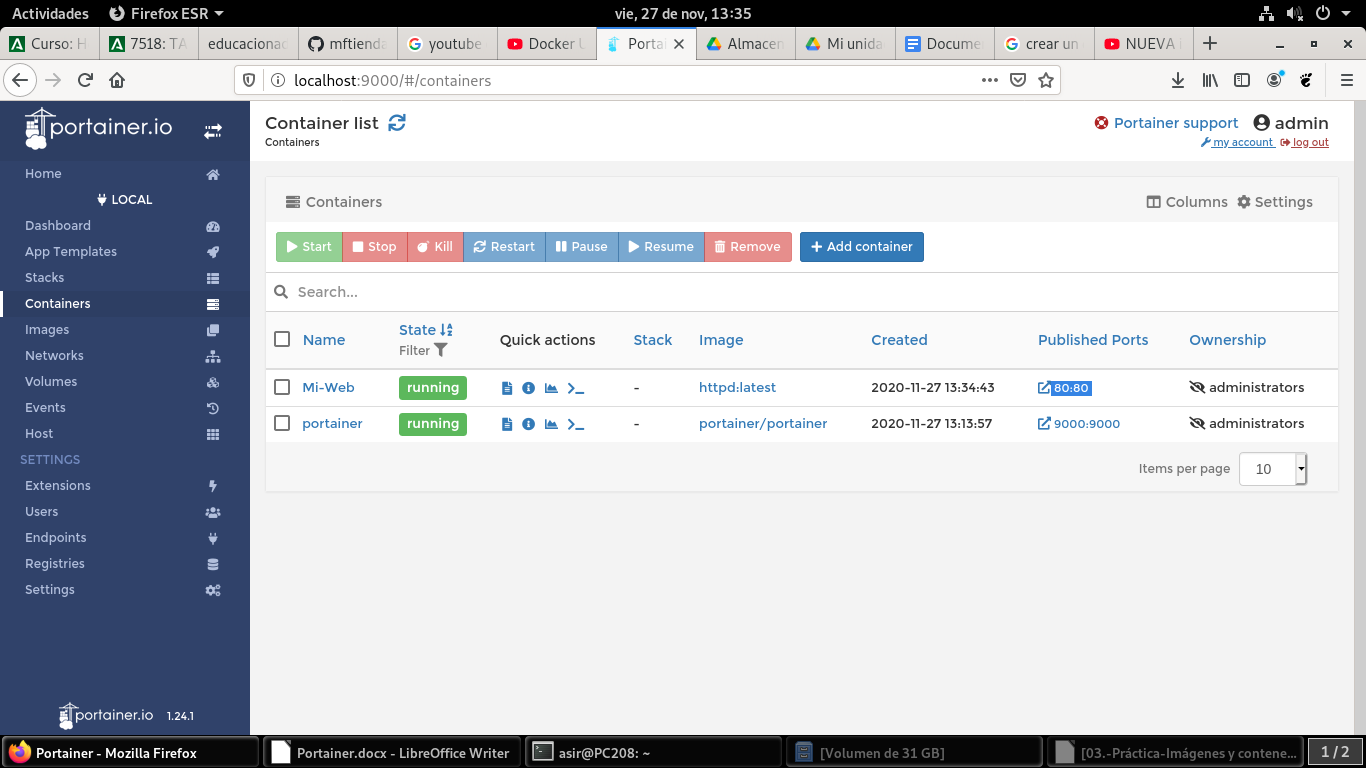 Actividades Firefox ESR vie, 27 de nov, 13:35
Curso: H 7518: TA educacionac mftienda youtube Docker U Portai Almacen Mi unida Docume crear un NUEVA
localhost:9000/#/containers
portainer.io
Container list
Containers
Portainer support admin
my account log out
Home
LOCAL
Dashboard
App Templates
Stacks
Containers
Images
Networks
Volumes
Events
Host
SETTINGS
Extensions
Users
Endpoints
Registries
Settings
portainer.io 1.24.1
Containers Columns Settings
Start Stop Kill Restart Pause Resume Remove Add container
Search...
Name State Filter Quick actions Stack Image Created Published Ports Ownership
Mi-Web running - httpd:latest 2020-11-27 13:34:43 80:80 administrators
portainer running - portainer/portainer 2020-11-27 13:13:57 9000:9000 administrators
Items per page 10
Portainer - Mozilla Firefox Portainer.docx - LibreOffice Writer asir@PC208: ~ [Volumen de 31 GB] [03.-Práctica-Imágenes y contene... 1 / 2